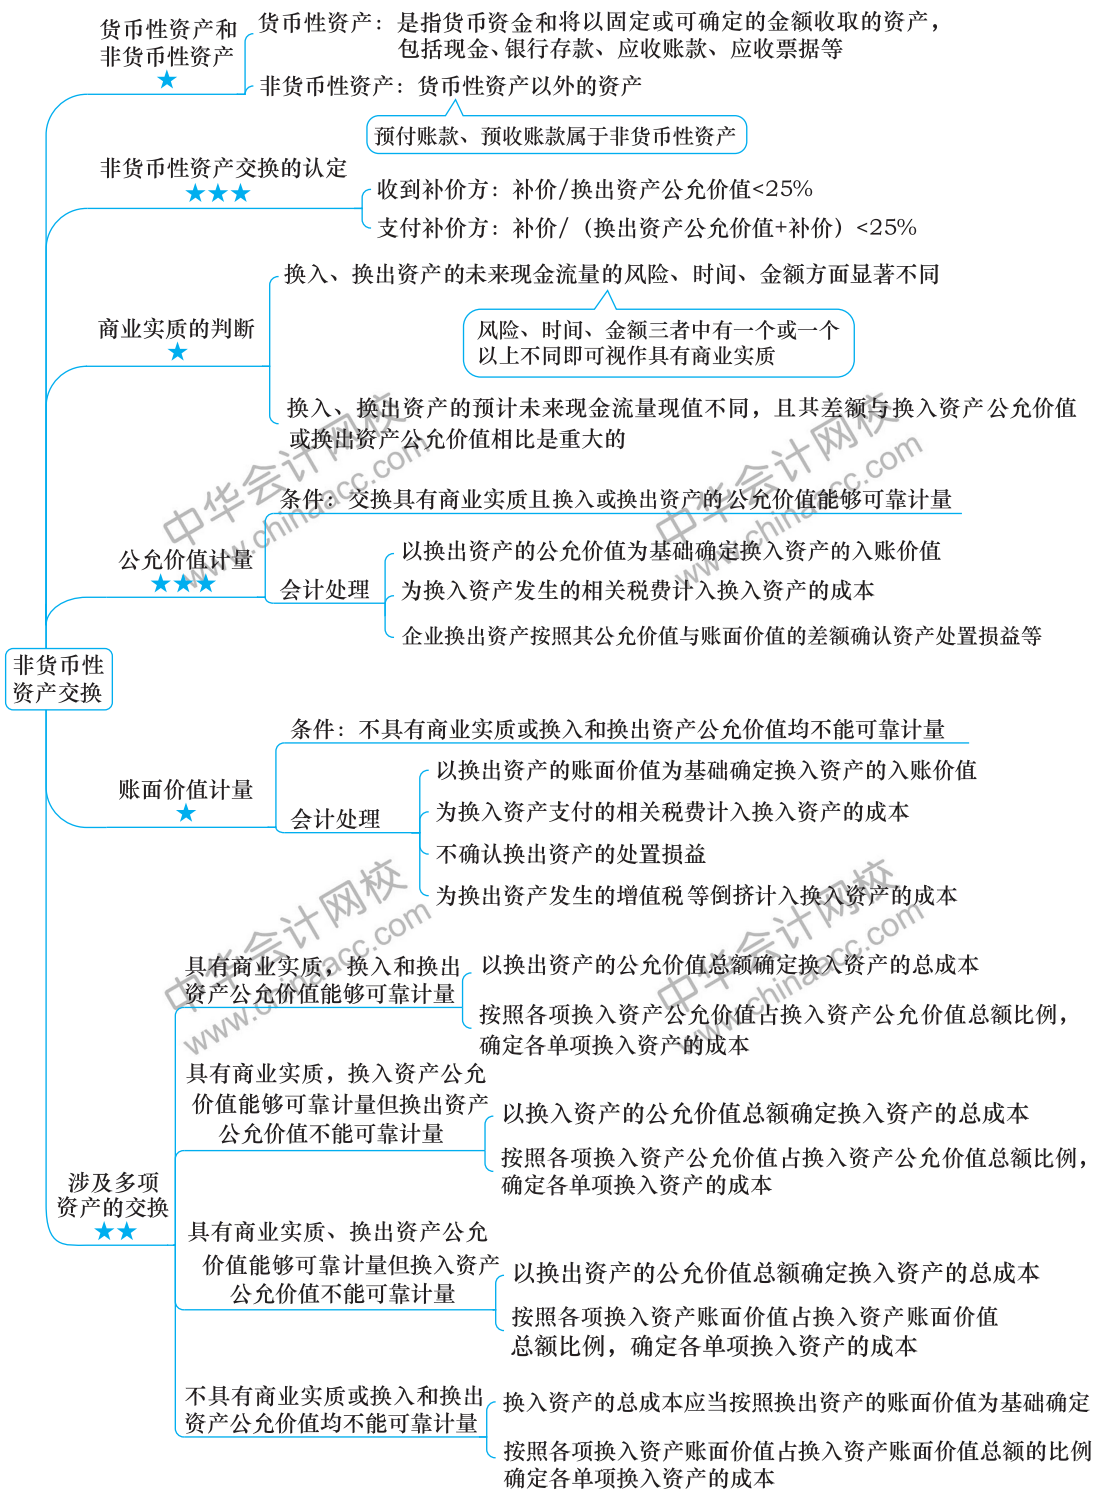 货币性资产和
非货币性资产
货币性资产：是指货币资金和将以固定或可确定的金额收取的资产，
包括现金、银行存款、应收账款、应收票据等
非货币性资产：货币性资产以外的资产
预付账款、预收账款属于非货币性资产
非货币性资产交换的认定
收到补价方：补价/换出资产公允价值<25%
支付补价方：补价/（换出资产公允价值+补价）<25%
商业实质的判断
换入、换出资产的未来现金流量的风险、时间、金额方面显著不同
风险、时间、金额三者中有一个或一个
以上不同即可视作具有商业实质
换入、换出资产的预计未来现金流量现值不同，且其差额与换入资产公允价值
或换出资产公允价值相比是重大的
公允价值计量
条件：交换具有商业实质且换入或换出资产的公允价值能够可靠计量
会计处理
以换出资产的公允价值为基础确定换入资产的入账价值
为换入资产发生的相关税费计入换入资产的成本
企业换出资产按照其公允价值与账面价值的差额确认资产处置损益等
非货币性
资产交换
账面价值计量
条件：不具有商业实质或换入和换出资产公允价值均不能可靠计量
会计处理
以换出资产的账面价值为基础确定换入资产的入账价值
为换入资产支付的相关税费计入换入资产的成本
不确认换出资产的处置损益
为换出资产发生的增值税等倒挤计入换入资产的成本
涉及多项
资产的交换
具有商业实质，换入和换出
资产公允价值能够可靠计量
以换出资产的公允价值总额确定换入资产的总成本
按照各项换入资产公允价值占换入资产公允价值总额比例，
确定各单项换入资产的成本
具有商业实质，换入资产公允
价值能够可靠计量但换出资产
公允价值不能可靠计量
以换入资产的公允价值总额确定换入资产的总成本
按照各项换入资产公允价值占换入资产公允价值总额比例，
确定各单项换入资产的成本
具有商业实质、换出资产公允
价值能够可靠计量但换入资产
公允价值不能可靠计量
以换出资产的公允价值总额确定换入资产的总成本
按照各项换入资产账面价值占换入资产账面价值
总额比例，确定各单项换入资产的成本
不具有商业实质或换入和换出
资产公允价值均不能可靠计量
换入资产的总成本应当按照换出资产的账面价值为基础确定
按照各项换入资产账面价值占换入资产账面价值总额的比例
确定各单项换入资产的成本
中华会计网校
www.chinaacc.com
中华会计网校
www.chinaacc.com
中华会计网校
www.chinaacc.com
中华会计网校
www.chinaacc.com